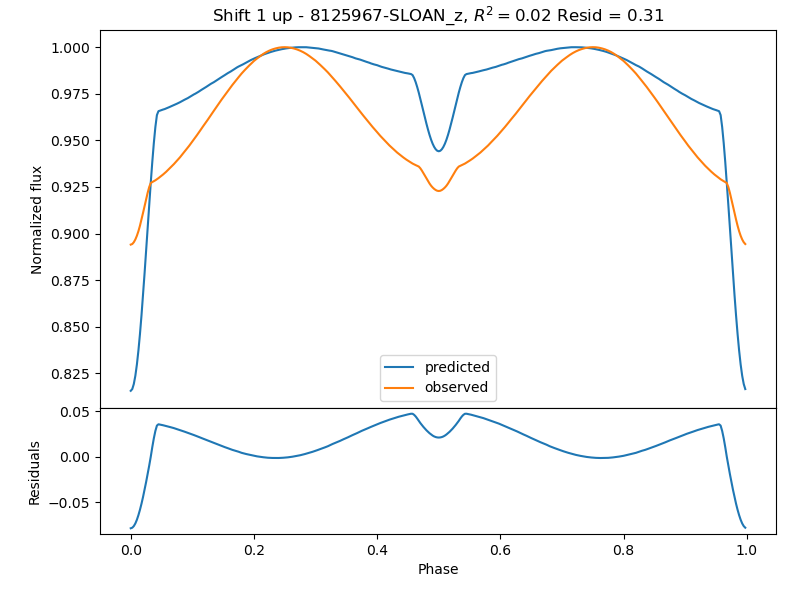 Shift 1 up - 8125967-SLOAN_z, R² = 0.02 Resid = 0.31
1.000
0.975
0.950
0.925
0.900
0.875
0.850
0.825
Normalized flux
predicted
observed
0.05
0.00
−0.05
Residuals
0.0 0.2 0.4 0.6 0.8 1.0
Phase